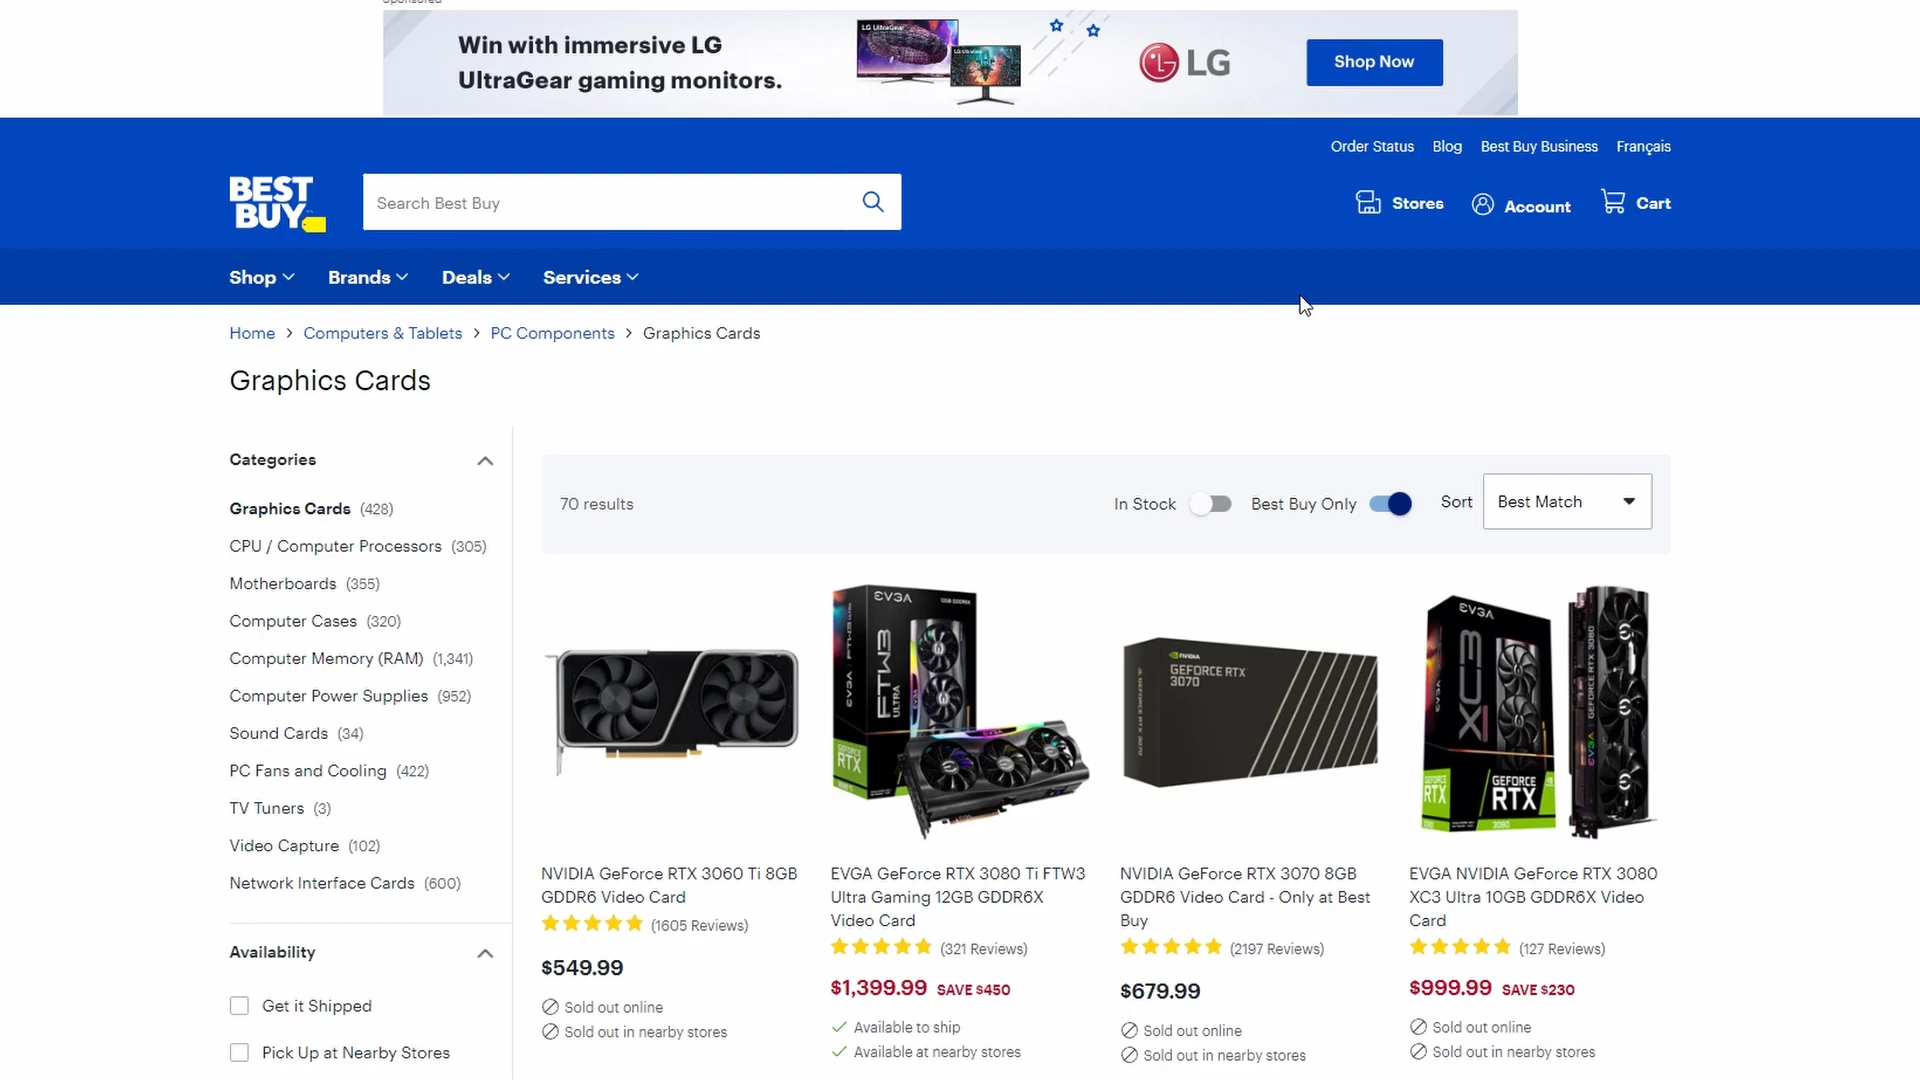 Sponsored
Win with immersive LG
UltraGear gaming monitors.
LG UltraGear
LG UltraGear
LG
Shop Now
Order Status
Blog
Best Buy Business
Français
BEST
BUY
Search Best Buy
Stores
Account
Cart
Shop
Brands
Deals
Services
Home > Computers & Tablets > PC Components > Graphics Cards
Graphics Cards
Categories
Graphics Cards (428)
CPU / Computer Processors (305)
Motherboards (355)
Computer Cases (320)
Computer Memory (RAM) (1,341)
Computer Power Supplies (952)
Sound Cards (34)
PC Fans and Cooling (422)
TV Tuners (3)
Video Capture (102)
Network Interface Cards (600)
Availability
Get it Shipped
Pick Up at Nearby Stores
70 results
In Stock
Best Buy Only
Sort
Best Match
NVIDIA GeForce RTX 3060 Ti 8GB
GDDR6 Video Card
(1605 Reviews)
$549.99
Sold out online
Sold out in nearby stores
EVGA
FTW3
ULTRA
RTX
EVGA GeForce RTX 3080 Ti FTW3
Ultra Gaming 12GB GDDR6X
Video Card
(321 Reviews)
$1,399.99 SAVE $450
Available to ship
Available at nearby stores
NVIDIA
GEFORCE RTX
3070
NVIDIA GeForce RTX 3070 8GB
GDDR6 Video Card - Only at Best
Buy
(2197 Reviews)
$679.99
Sold out online
Sold out in nearby stores
EVGA
XC3
GEFORCE
RTX
RTX
3080
EVGA NVIDIA GeForce RTX 3080
XC3 Ultra 10GB GDDR6X Video
Card
(127 Reviews)
$999.99 SAVE $230
Sold out online
Sold out in nearby stores